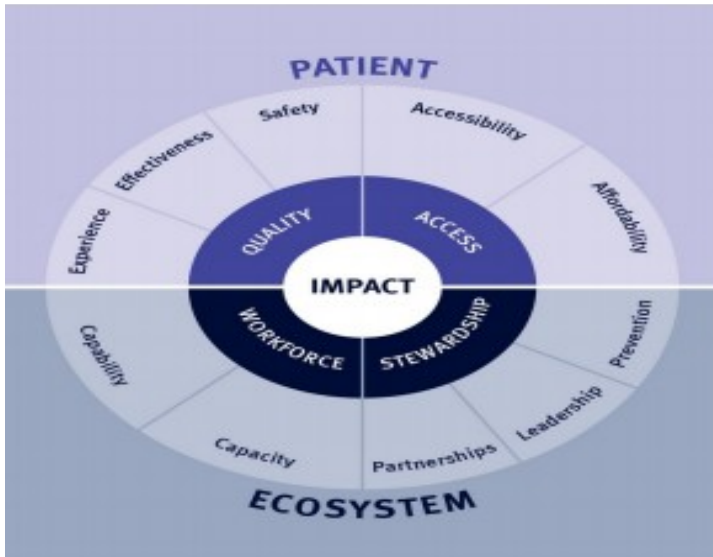 PATIENT
Safety
Accessibility
Effectiveness
Affordability
Experience
QUALITY
ACCESS
IMPACT
WORKFORCE
STEWARDSHIP
Capability
Prevention
Leadership
Capacity
Partnerships
ECOSYSTEM